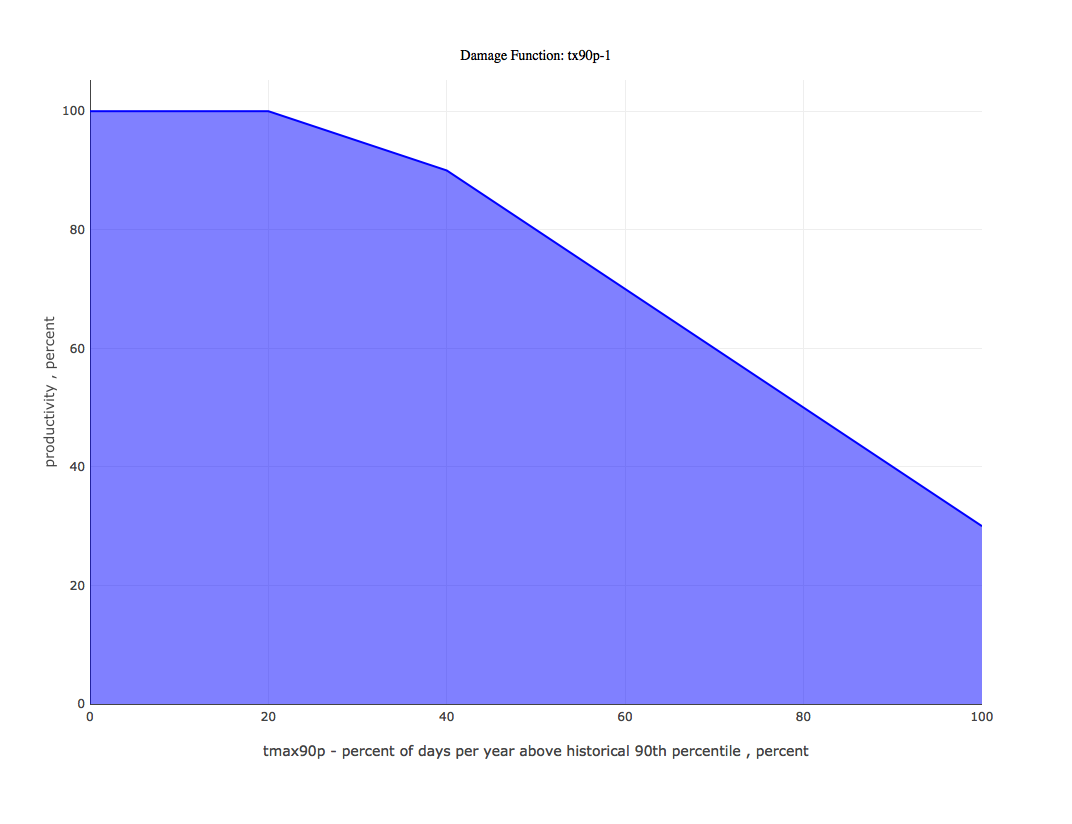 Damage Function: tx90p-1
100
80
60
40
20
0
productivity , percent
0 20 40 60 80 100
tmax90p - percent of days per year above historical 90th percentile , percent